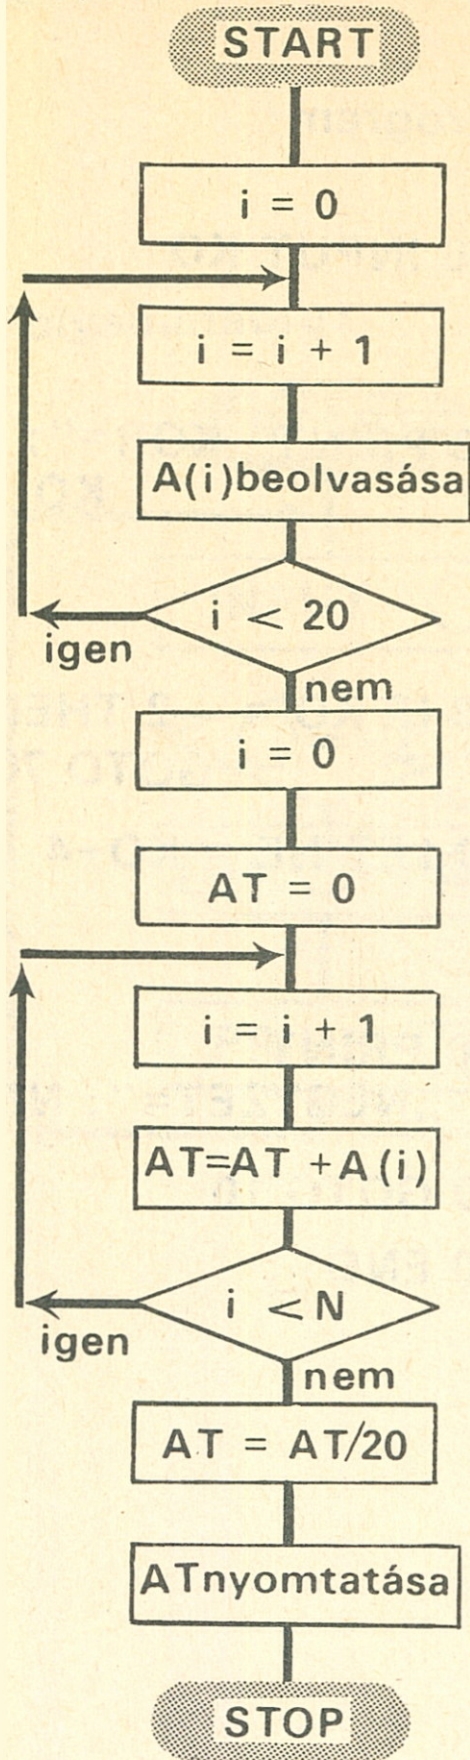 START
i = 0
i = i + 1
A(i)beolvasása
i < 20
igen
nem
i = 0
AT = 0
i = i + 1
AT=AT +A(i)
i < N
igen
nem
AT = AT/20
ATnyomtatása
STOP